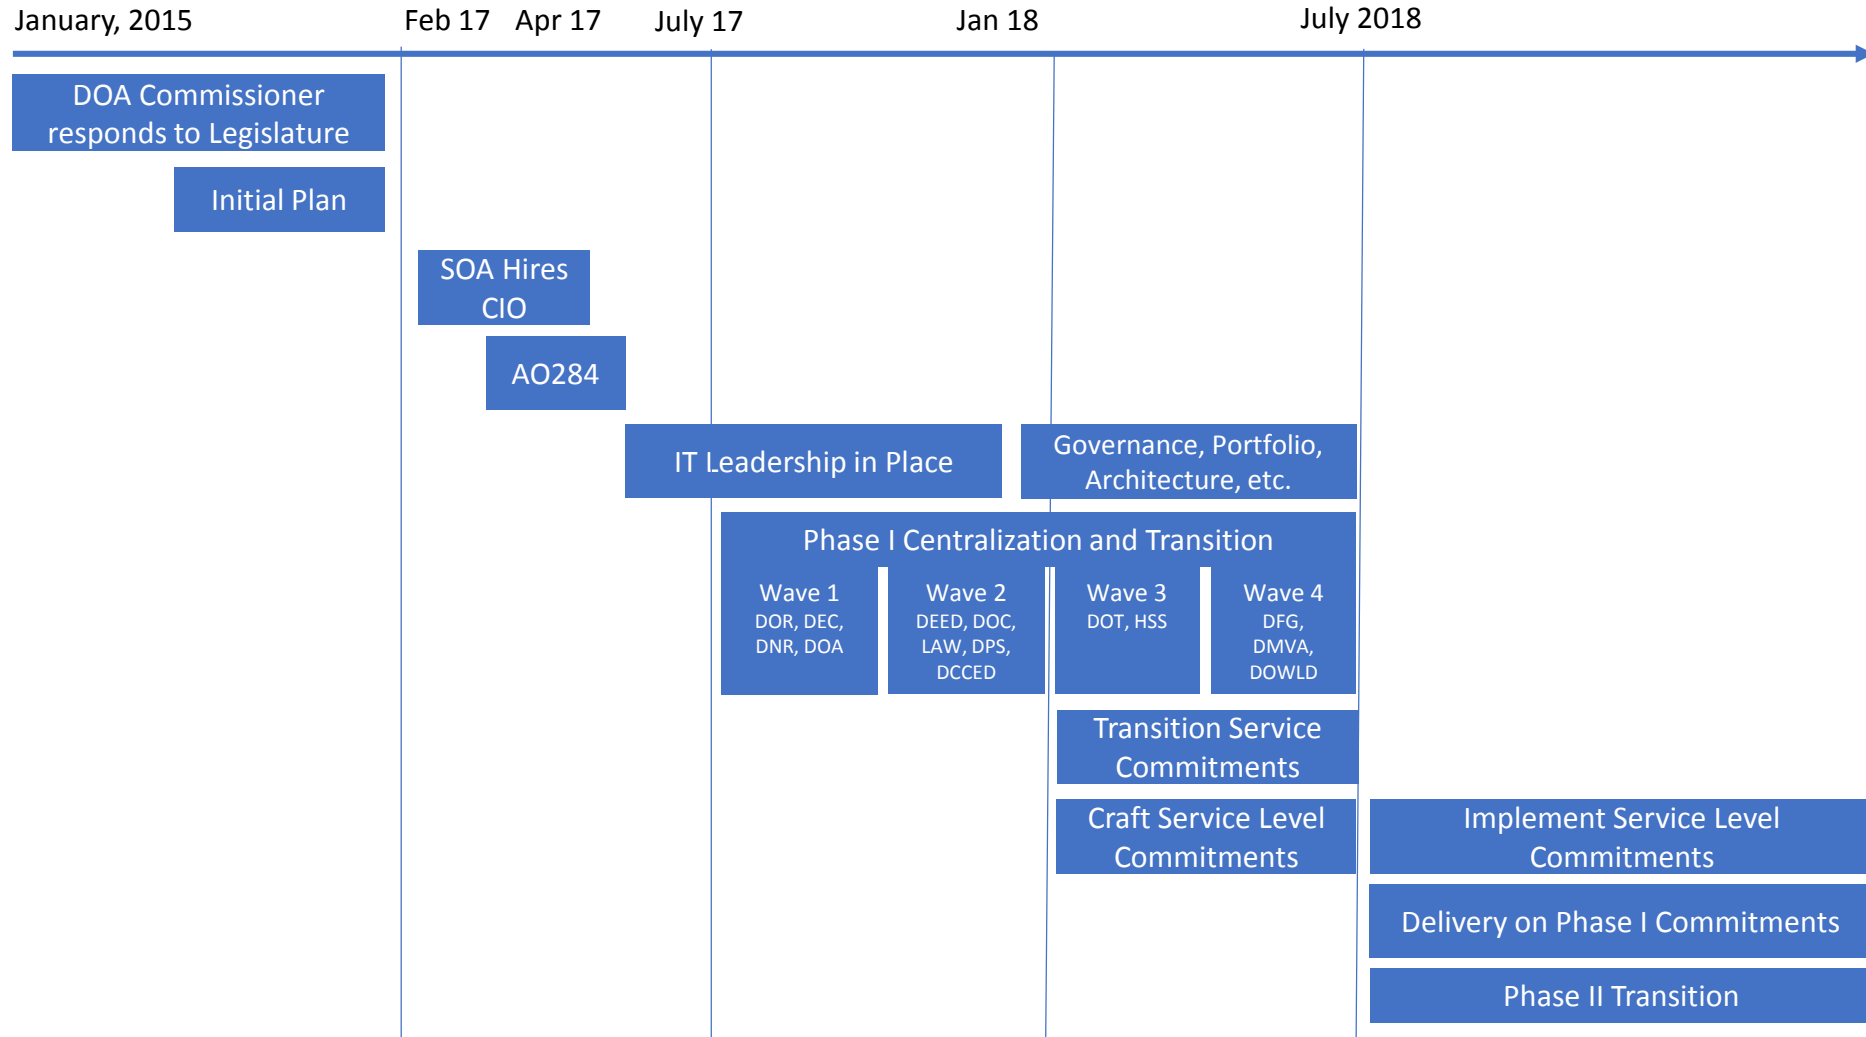 January, 2015
Feb 17
Apr 17
July 17
Jan 18
July 2018
DOA Commissioner
responds to Legislature
Initial Plan
SOA Hires
CIO
AO284
IT Leadership in Place
Governance, Portfolio,
Architecture, etc.
Phase I Centralization and Transition
Wave 1
DOR, DEC,
DNR, DOA
Wave 2
DEED, DOC,
LAW, DPS,
DCCED
Wave 3
DOT, HSS
Wave 4
DFG,
DMVA,
DOWLD
Transition Service
Commitments
Craft Service Level
Commitments
Implement Service Level
Commitments
Delivery on Phase I Commitments
Phase II Transition